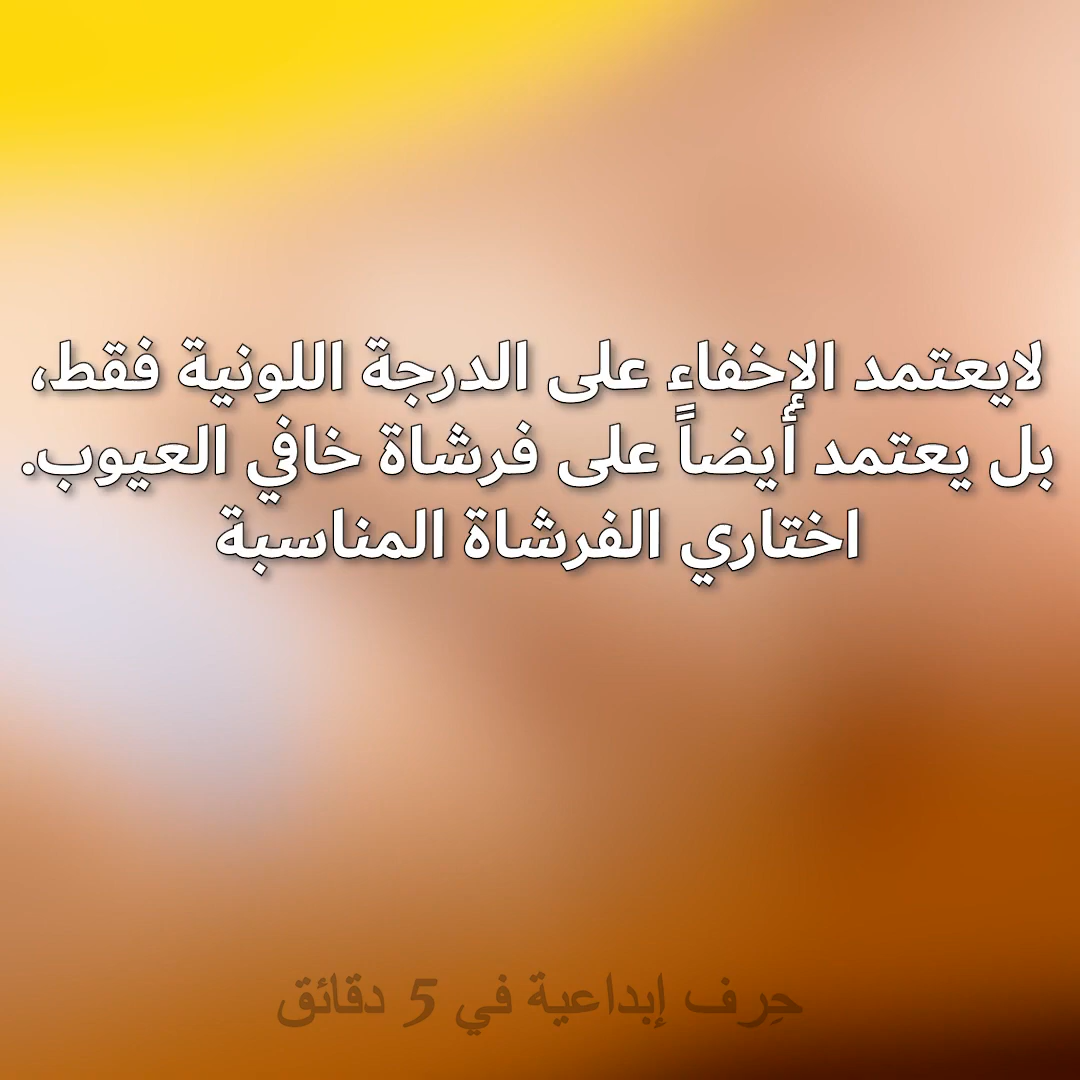 لايعتمد الإخفاء على الدرجة اللونية فقط،
بل يعتمد أيضاً على فرشاة خافي العيوب.
اختاري الفرشاة المناسبة
حِرف إبداعية في 5 دقائق